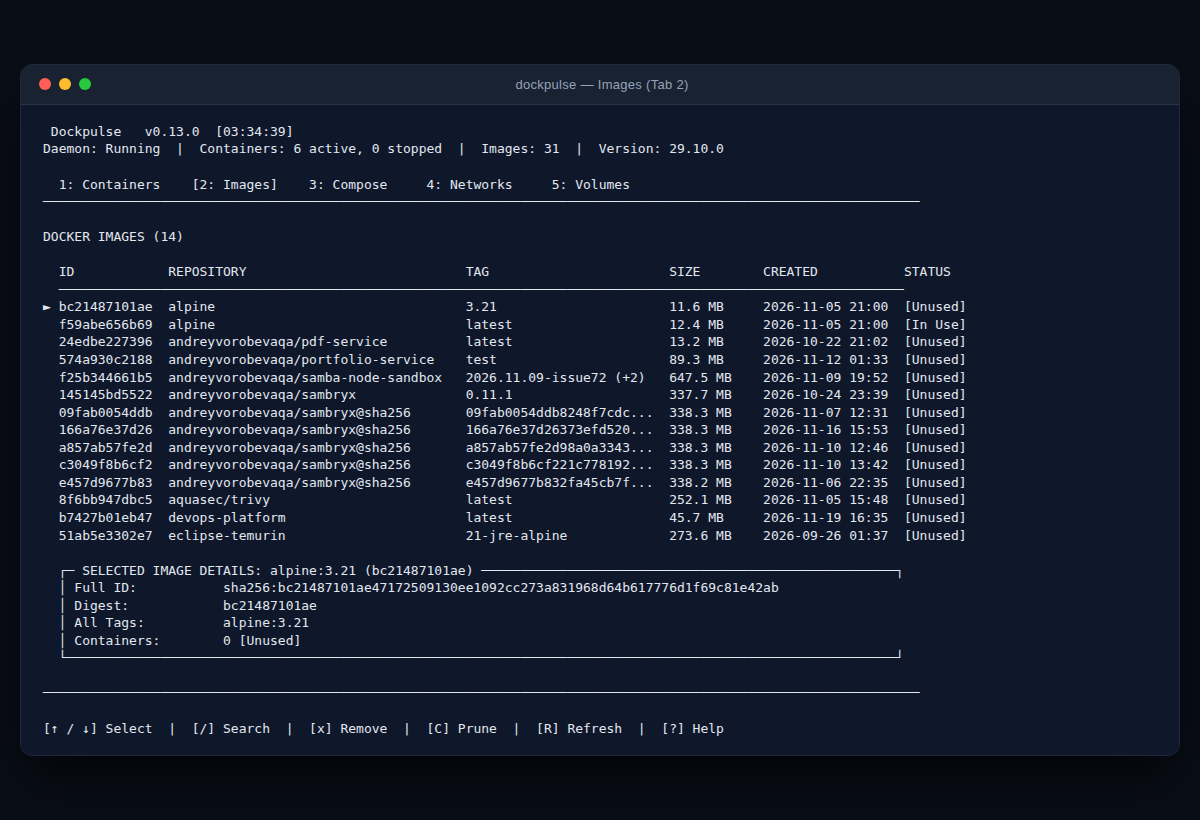 dockpulse — Images (Tab 2)
Dockpulse   v0.13.0  [03:34:39]
Daemon: Running  |  Containers: 6 active, 0 stopped  |  Images: 31  |  Version: 29.10.0
1: Containers    [2: Images]    3: Compose     4: Networks     5: Volumes
DOCKER IMAGES (14)
ID            REPOSITORY                            TAG                       SIZE        CREATED           STATUS
► bc21487101ae  alpine                                3.21                      11.6 MB     2026-11-05 21:00  [Unused]
f59abe656b69  alpine                                latest                    12.4 MB     2026-11-05 21:00  [In Use]
24edbe227396  andreyvorobevaqa/pdf-service          latest                    13.2 MB     2026-10-22 21:02  [Unused]
574a930c2188  andreyvorobevaqa/portfolio-service    test                      89.3 MB     2026-11-12 01:33  [Unused]
f25b344661b5  andreyvorobevaqa/samba-node-sandbox   2026.11.09-issue72 (+2)   647.5 MB    2026-11-09 19:52  [Unused]
145145bd5522  andreyvorobevaqa/sambryx              0.11.1                    337.7 MB    2026-10-24 23:39  [Unused]
09fab0054ddb  andreyvorobevaqa/sambryx@sha256       09fab0054ddb8248f7cdc...  338.3 MB    2026-11-07 12:31  [Unused]
166a76e37d26  andreyvorobevaqa/sambryx@sha256       166a76e37d26373efd520...  338.3 MB    2026-11-16 15:53  [Unused]
a857ab57fe2d  andreyvorobevaqa/sambryx@sha256       a857ab57fe2d98a0a3343...  338.3 MB    2026-11-10 12:46  [Unused]
c3049f8b6cf2  andreyvorobevaqa/sambryx@sha256       c3049f8b6cf221c778192...  338.3 MB    2026-11-10 13:42  [Unused]
e457d9677b83  andreyvorobevaqa/sambryx@sha256       e457d9677b832fa45cb7f...  338.2 MB    2026-11-06 22:35  [Unused]
8f6bb947dbc5  aquasec/trivy                         latest                    252.1 MB    2026-11-05 15:48  [Unused]
b7427b01eb47  devops-platform                       latest                    45.7 MB     2026-11-19 16:35  [Unused]
51ab5e3302e7  eclipse-temurin                       21-jre-alpine             273.6 MB    2026-09-26 01:37  [Unused]
SELECTED IMAGE DETAILS: alpine:3.21 (bc21487101ae)
Full ID:           sha256:bc21487101ae47172509130ee1092cc273a831968d64b617776d1f69c81e42ab
Digest:            bc21487101ae
All Tags:          alpine:3.21
Containers:        0 [Unused]
[↑ / ↓] Select  |  [/] Search  |  [x] Remove  |  [C] Prune  |  [R] Refresh  |  [?] Help